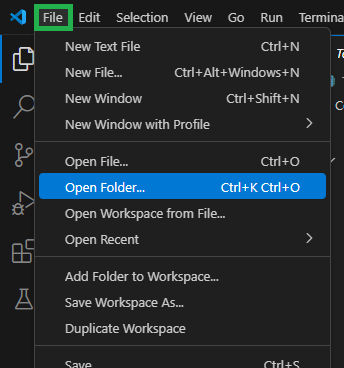 File Edit Selection View Go Run Terminal
New Text File Ctrl+N
New File... Ctrl+Alt+Windows+N
New Window Ctrl+Shift+N
New Window with Profile
Open File... Ctrl+O
Open Folder... Ctrl+K Ctrl+O
Open Workspace from File...
Open Recent
Add Folder to Workspace...
Save Workspace As...
Duplicate Workspace
Save Ctrl+S